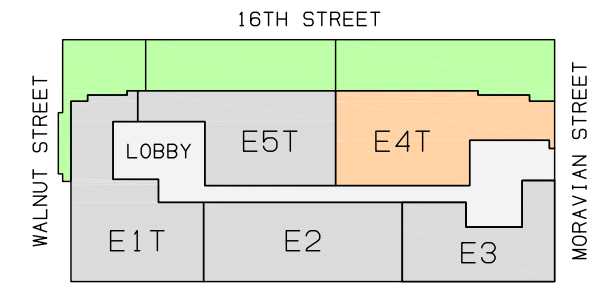 16TH STREET
WALNUT STREET
MORAVIAN STREET
LOBBY
E5T
E4T
E1T
E2
E3